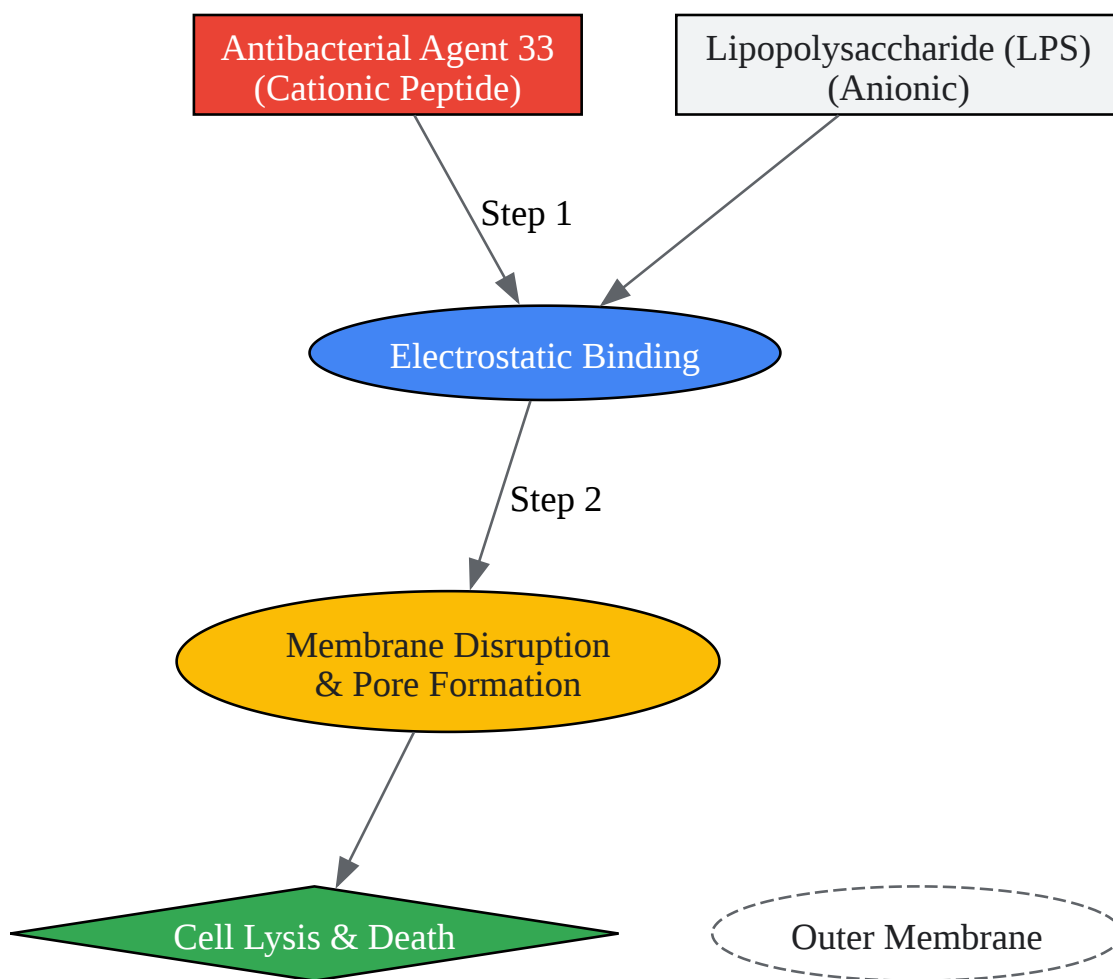 Antibacterial Agent 33
(Cationic Peptide)
Lipopolysaccharide (LPS)
(Anionic)
Step 1
Electrostatic Binding
Step 2
Membrane Disruption
& Pore Formation
Cell Lysis & Death
Outer Membrane